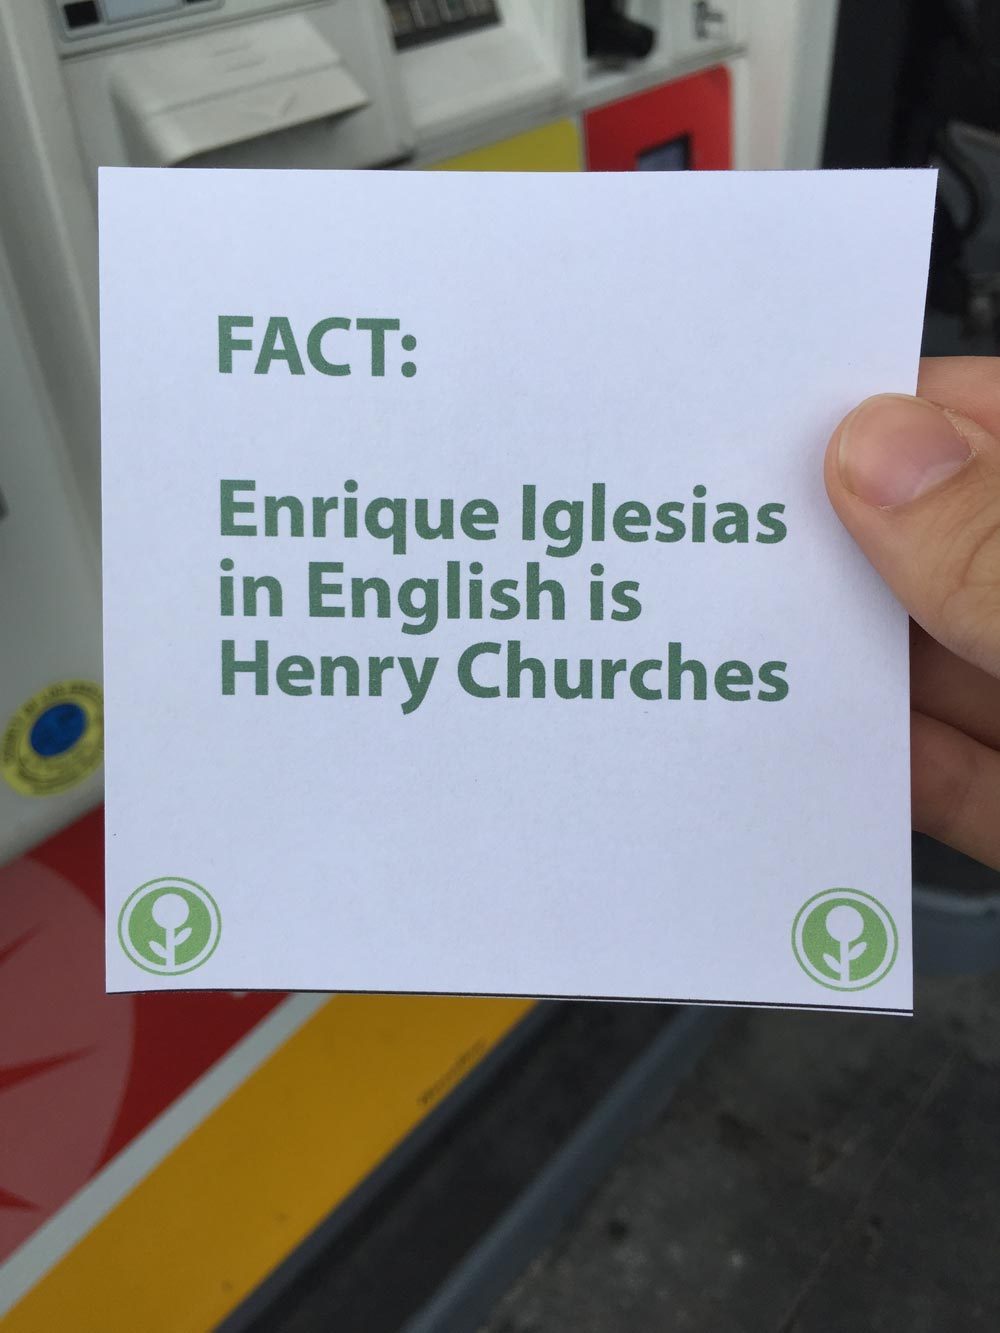 FACT:
Enrique Iglesias
in English is
Henry Churches